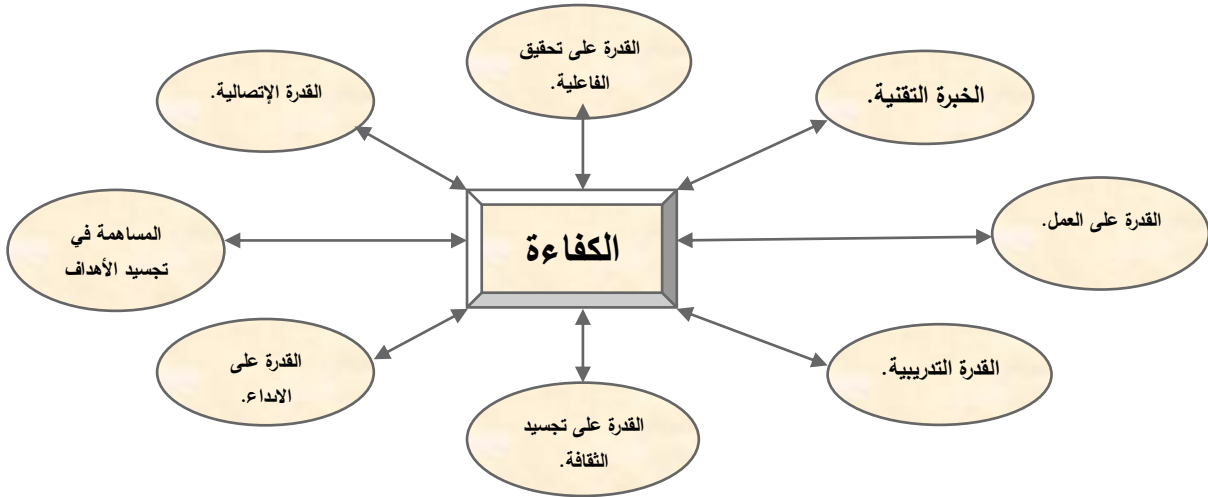 القدرة على تحقيق
الفاعلية.
الخبرة التقنية.
القدرة الإتصالية.
القدرة على العمل.
الكفاءة
المساهمة في
تجسيد الأهداف
القدرة التدريبية.
القدرة على
الابداع.
القدرة على تجسيد
الثقافة.